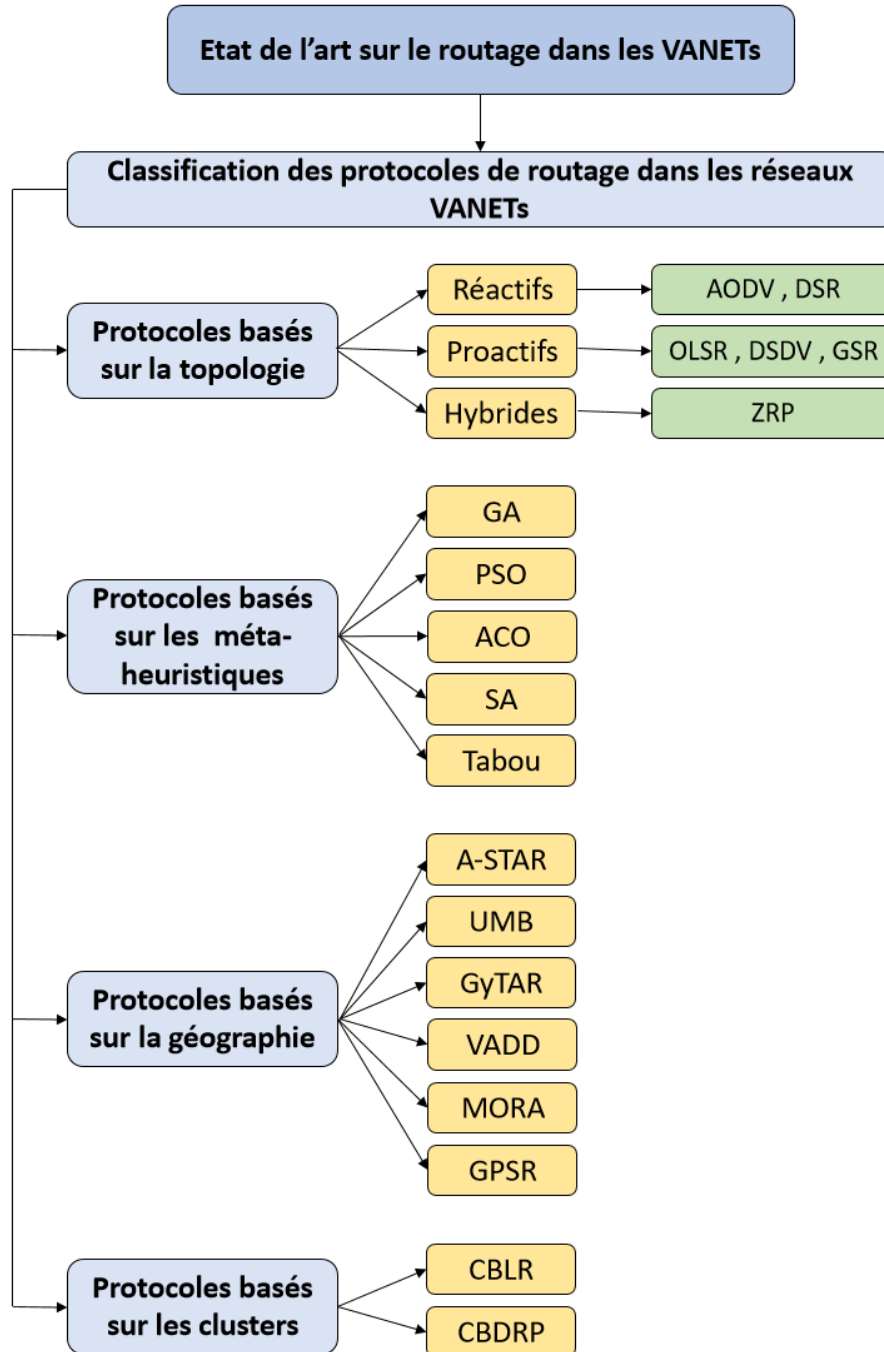 Etat de l'art sur le routage dans les VANETs
Classification des protocoles de routage dans les réseaux
VANETs
Protocoles basés
sur la topologie
Réactifs
AODV , DSR
Proactifs
OLSR , DSDV , GSR
Hybrides
ZRP
Protocoles basés
sur les méta-
heuristiques
GA
PSO
ACO
SA
Tabou
Protocoles basés
sur la géographie
A-STAR
UMB
GyTAR
VADD
MORA
GPSR
Protocoles basés
sur les clusters
CBLR
CBDRP